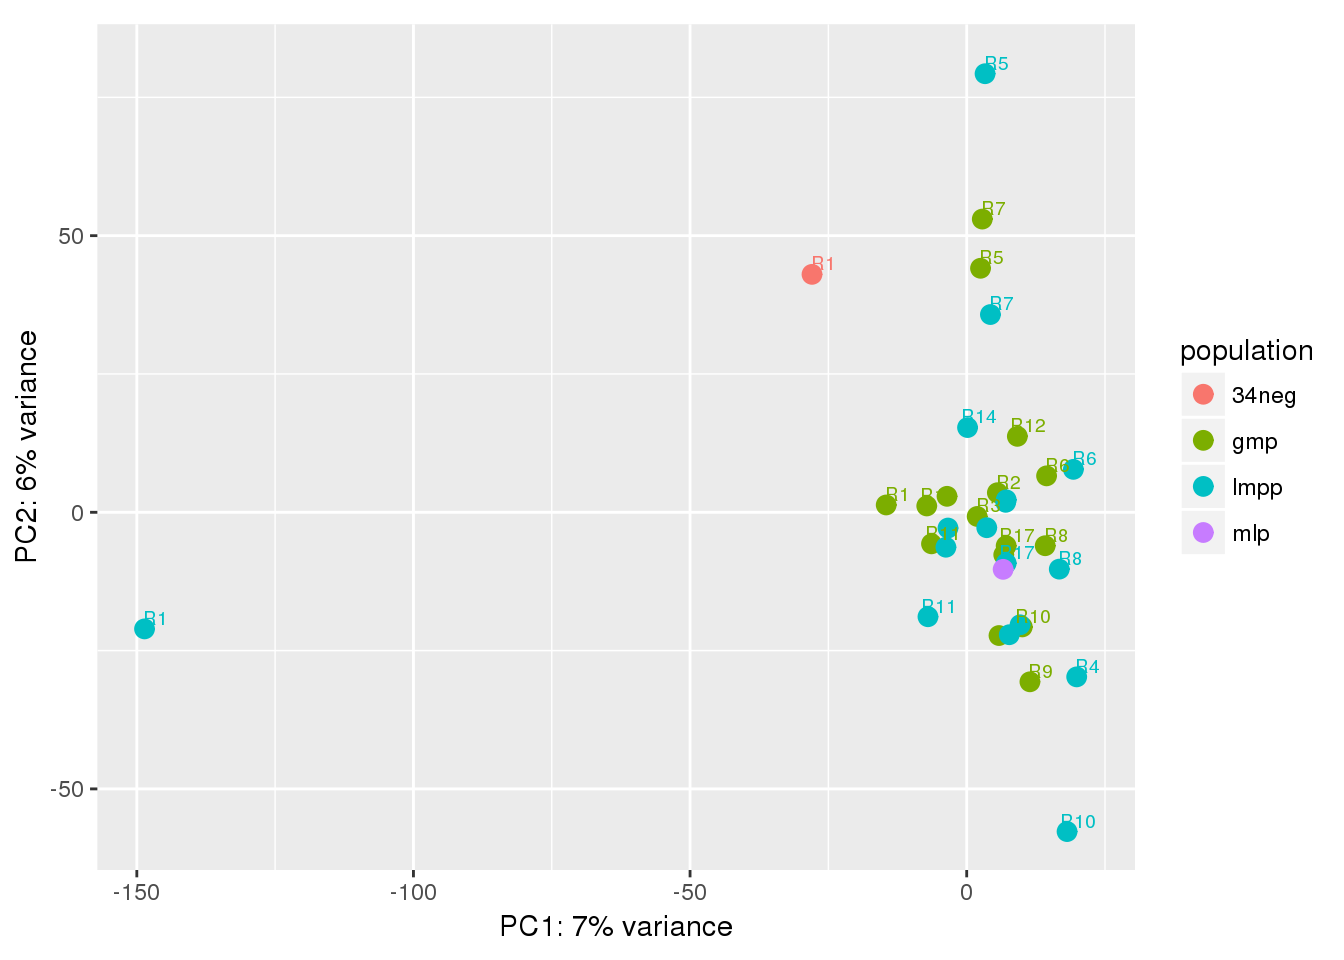 R5
R7
R1
R5
R7
R14
R12
R6
R6
R2
R1
R3
R17
R8
R17
R8
R11
R1
R10
R4
R9
R10
50
0
-50
-150
-100
-50
0
PC1: 7% variance
PC2: 6% variance
population
34neg
gmp
lmpp
mlp